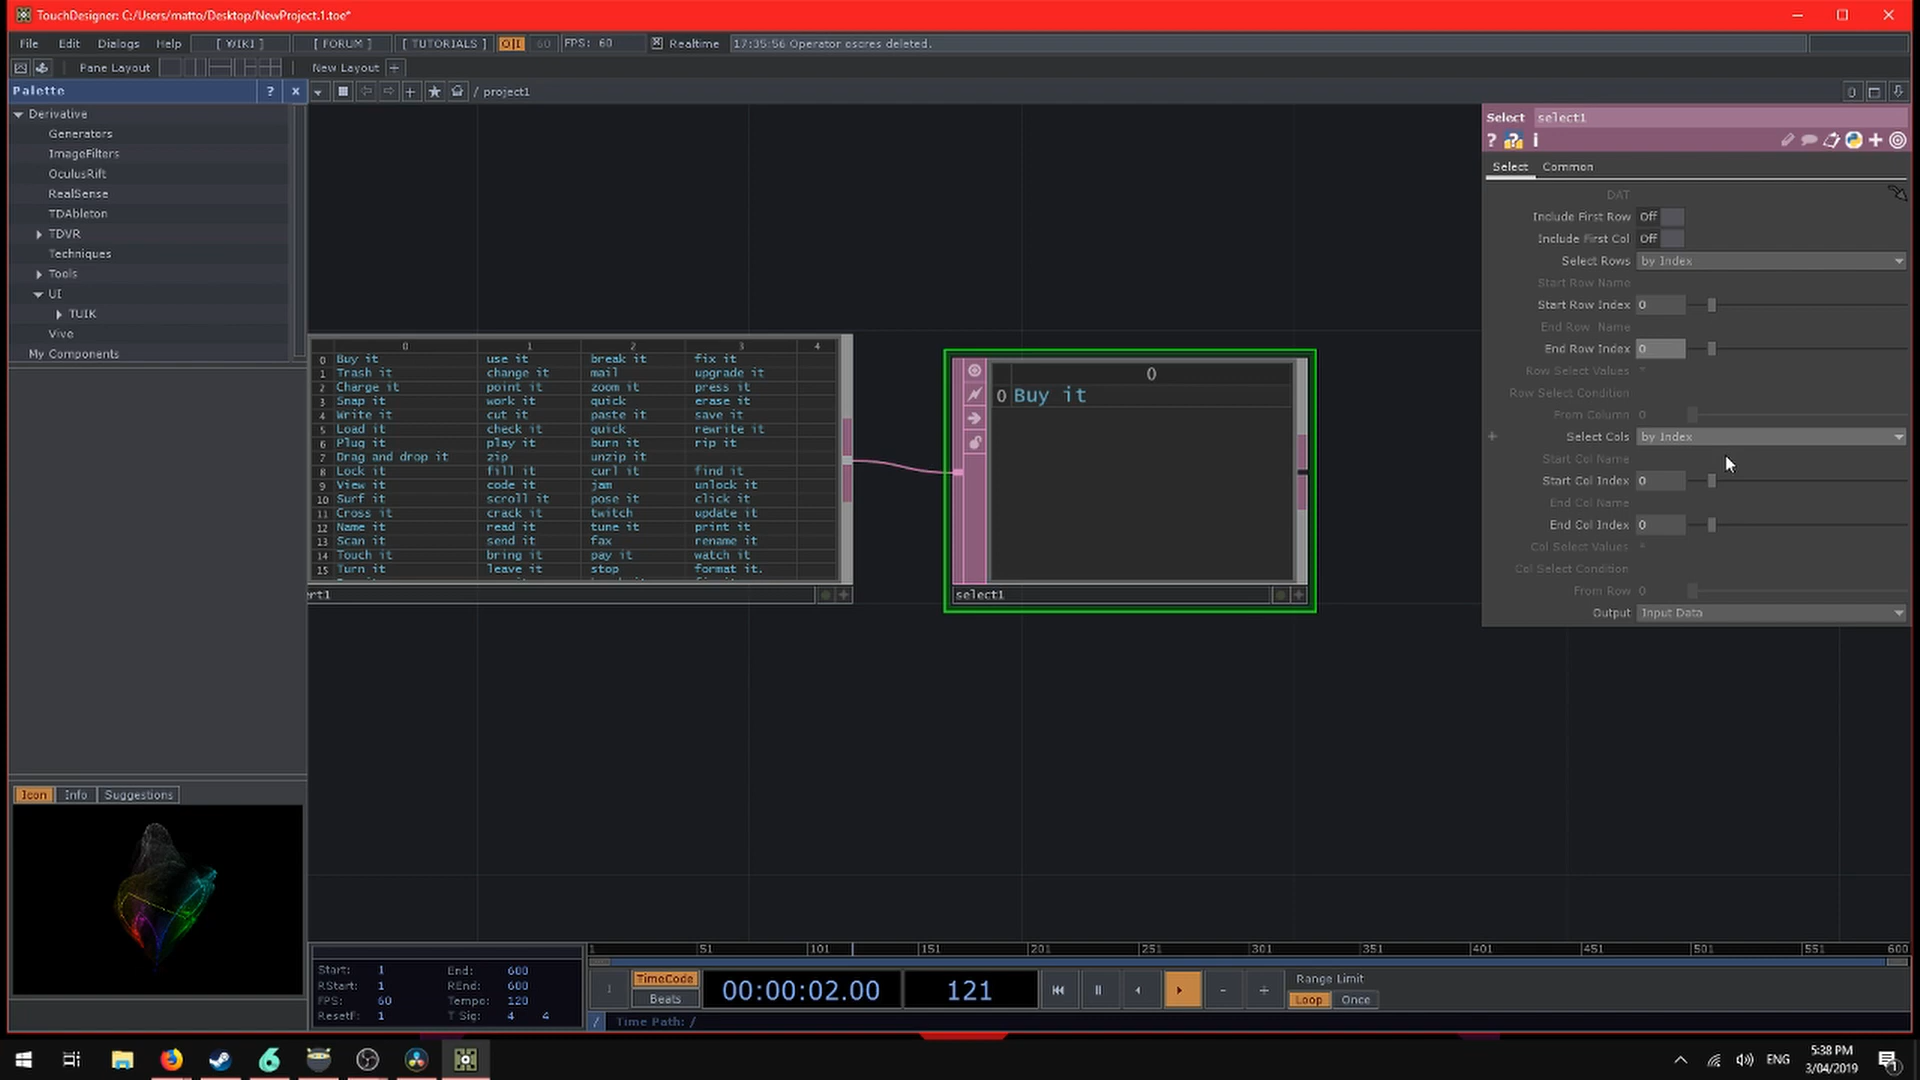 TouchDesigner: C:/Users/matto/Desktop/NewProject.1.toe*
File Edit Dialogs Help [ WIKI ] [ FORUM ] [ TUTORIALS ] O|I 60 FPS: 60 Realtime 17:35:56 Operator oscres deleted.
Pane Layout New Layout +
Palette ? x / project1
Derivative
Generators
ImageFilters
OculusRift
RealSense
TDAbleton
TDVR
Techniques
Tools
UI
TUIK
Vive
My Components
Icon Info Suggestions
0 1 2 3 4
0 Buy it use it break it fix it
1 Trash it change it mail upgrade it
2 Charge it point it zoom it press it
3 Snap it work it quick erase it
4 Write it cut it paste it save it
5 Load it check it quick rewrite it
6 Plug it play it burn it rip it
7 Drag and drop it zip unzip it
8 Lock it fill it curl it find it
9 View it code it jam unlock it
10 Surf it scroll it pose it click it
11 Cross it crack it twitch update it
12 Name it read it tune it print it
13 Scan it send it fax rename it
14 Touch it bring it pay it watch it
15 Turn it leave it stop format it.
rt1
0
0 Buy it
select1
Select select1
? i
Select Common
DAT
Include First Row Off
Include First Col Off
Select Rows by Index
Start Row Name
Start Row Index 0
End Row Name
End Row Index 0
Row Select Values *
Row Select Condition
From Column 0
Select Cols by Index
Start Col Name
Start Col Index 0
End Col Name
End Col Index 0
Col Select Values *
Col Select Condition
From Row 0
Output Input Data
1 51 101 151 201 251 301 351 401 451 501 551 600
Start: 1 End: 600
RStart: 1 REnd: 600
FPS: 60 Tempo: 120
ResetF: 1 T Sig: 4 4
TimeCode
Beats
00:00:02.00 121
Range Limit
Loop Once
/ Time Path: /
ENG
5:38 PM
3/04/2019